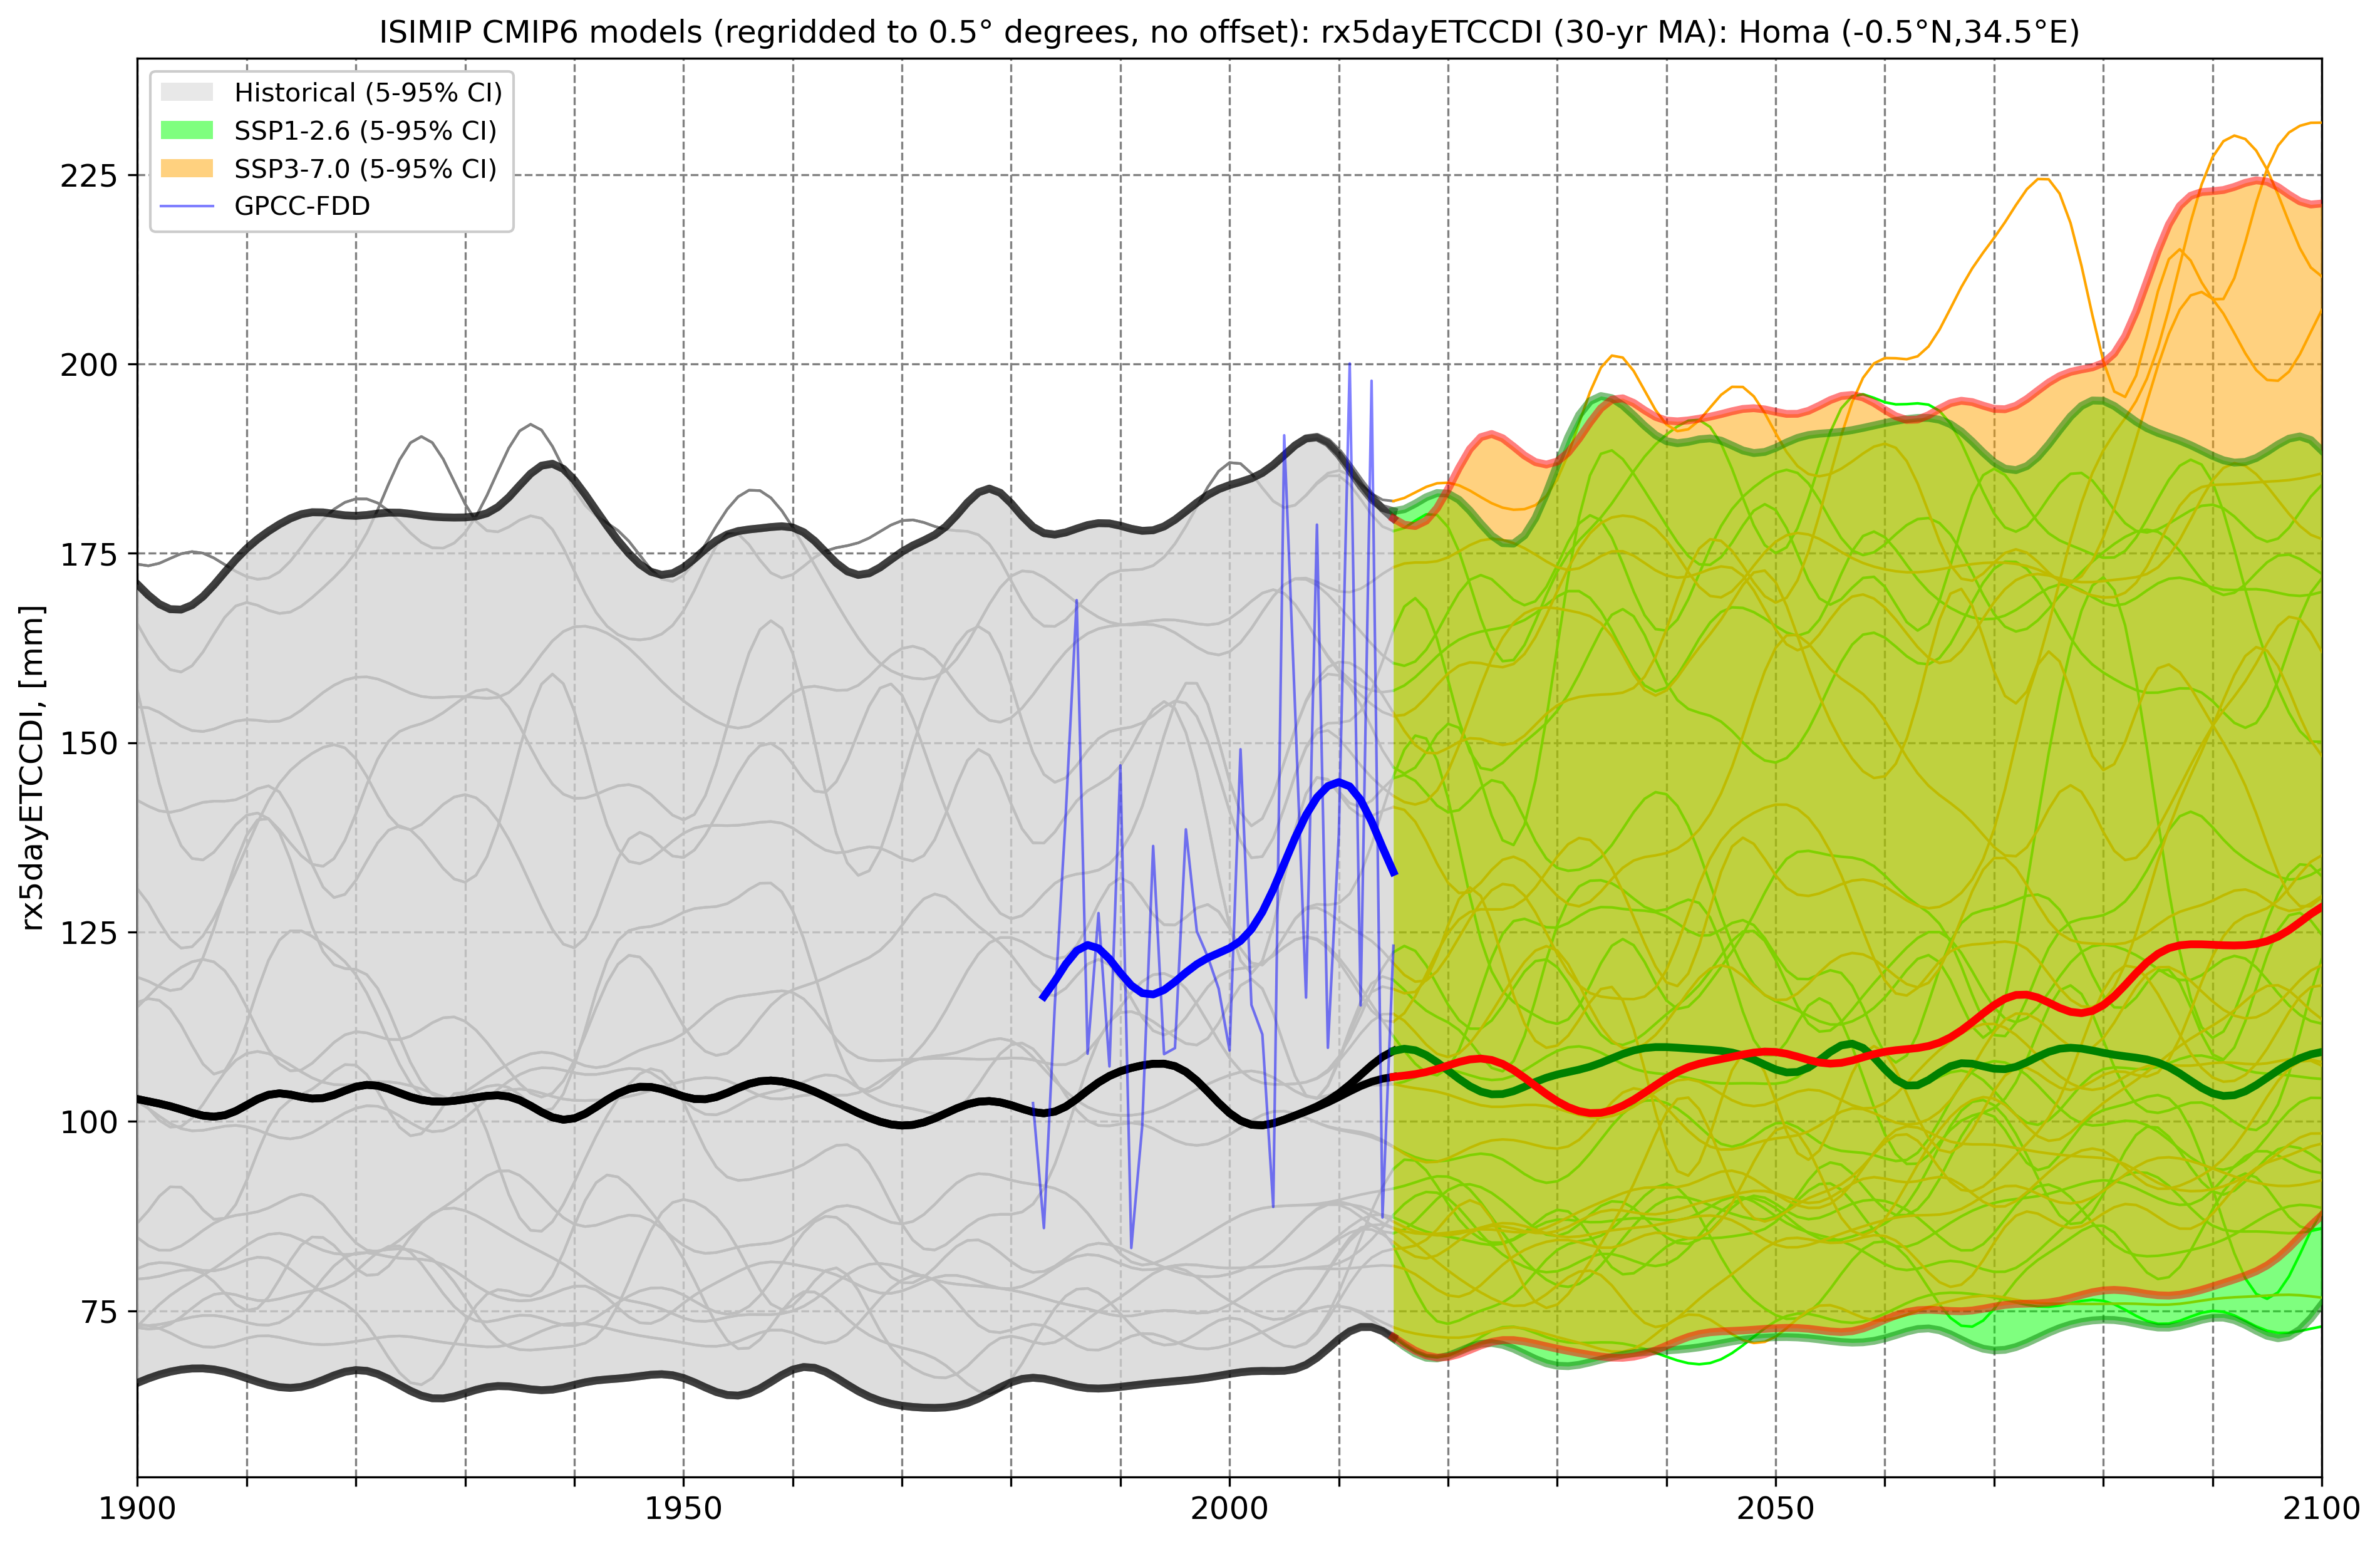 ISIMIP CMIP6 models (regridded to 0.5° degrees, no offset): rx5dayETCCDI (30-yr MA): Homa (-0.5°N,34.5°E)
Historical (5-95% CI)
SSP1-2.6 (5-95% CI)
SSP3-7.0 (5-95% CI)
GPCC-FDD
rx5dayETCCDI, [mm]
225
200
175
150
125
100
75
1900
1950
2000
2050
2100